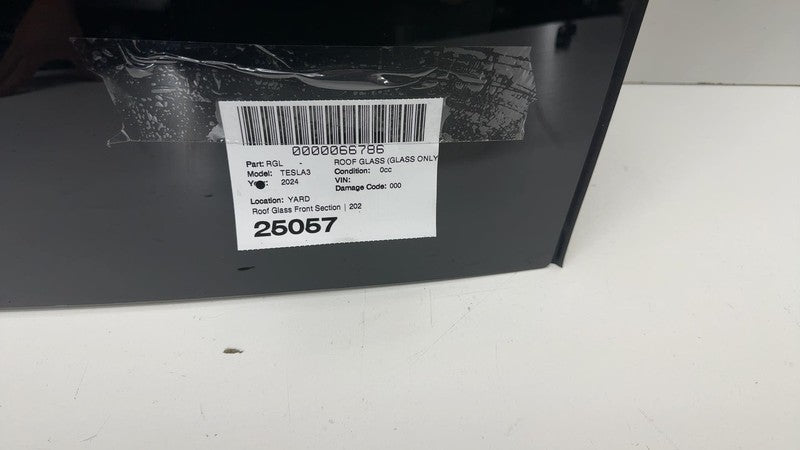 0000066786
Part: RGL - ROOF GLASS (GLASS ONLY
Model: TESLA3 Condition: 0cc
2024 VIN:
Damage Code: 000
Location: YARD
Roof Glass Front Section | 202
25057